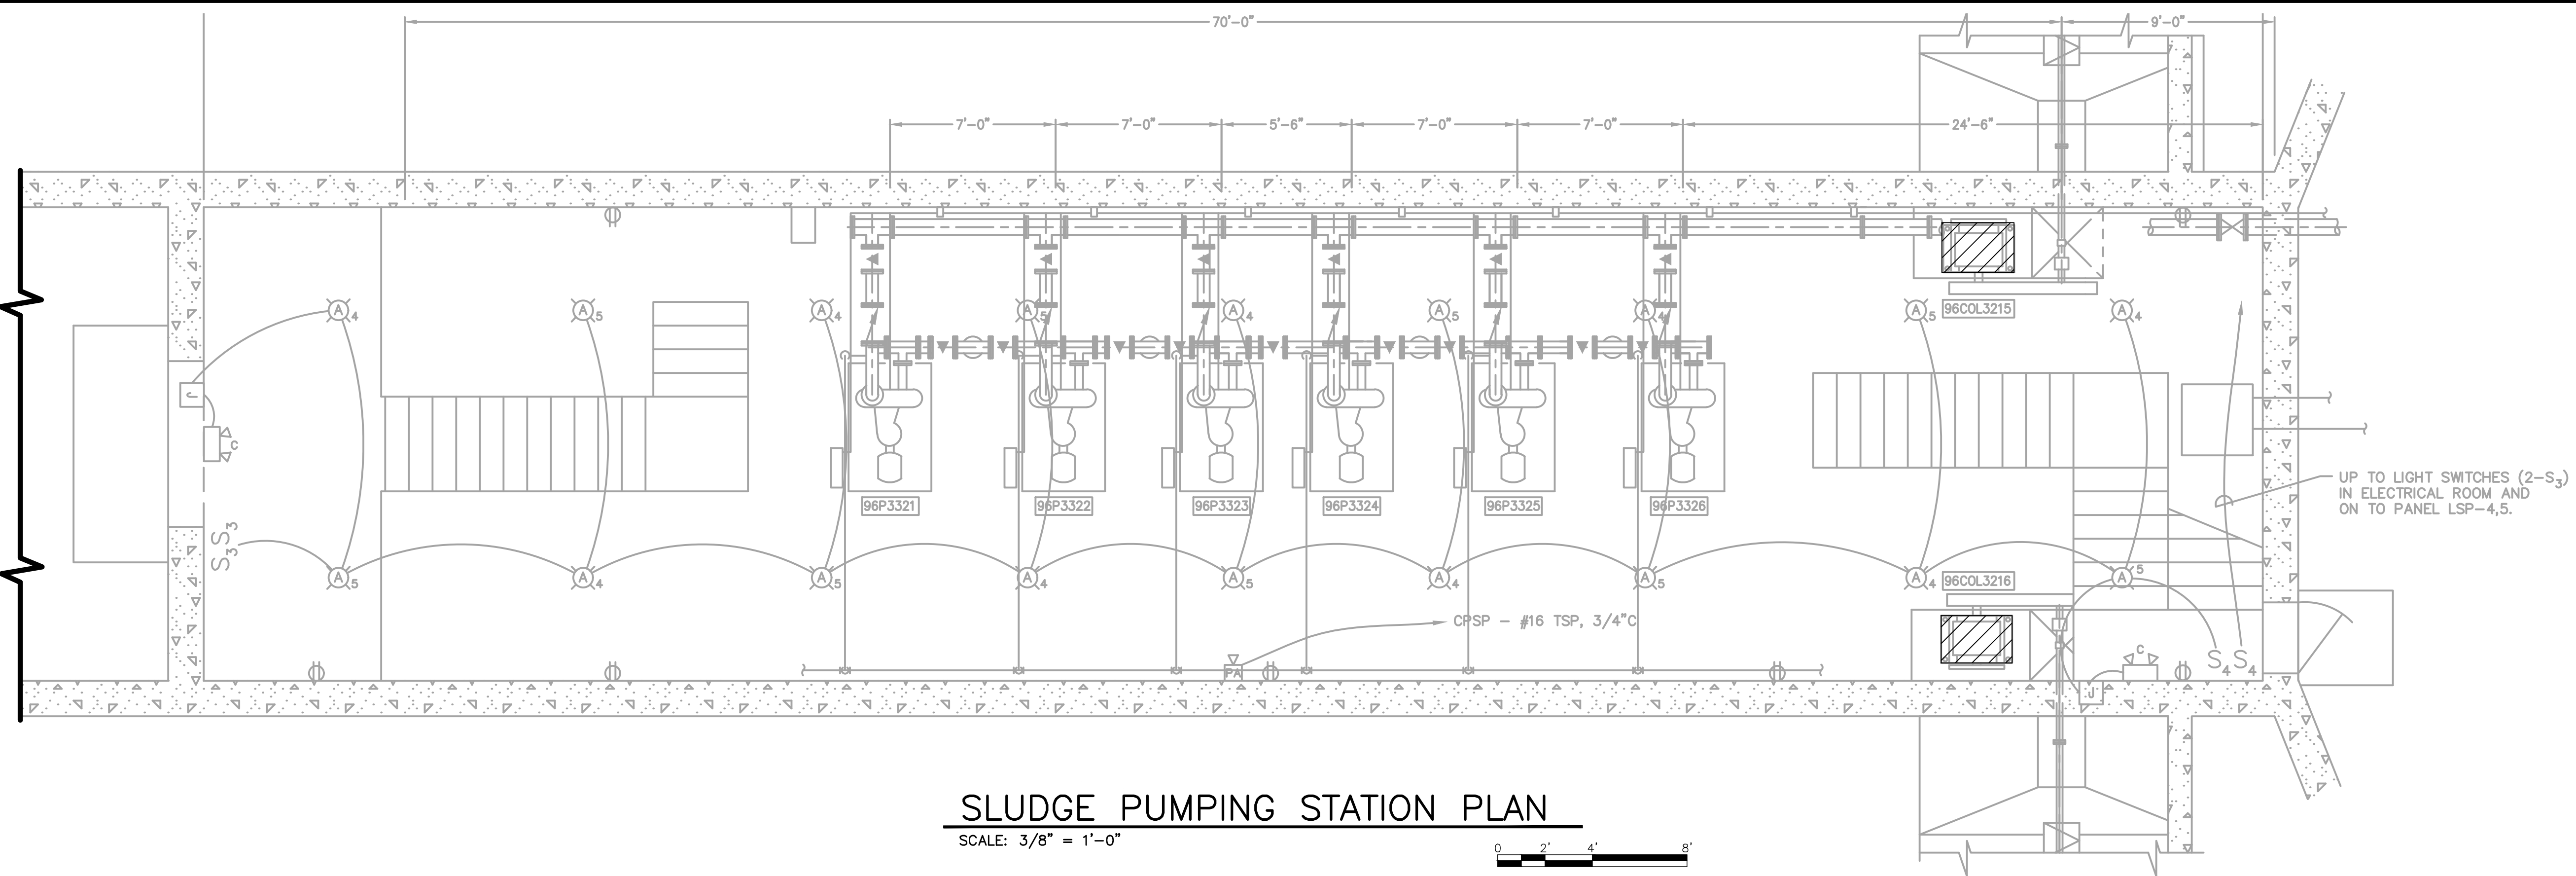 70'-0"
9'-0"
7'-0"
7'-0"
5'-6"
7'-0"
7'-0"
24'-6"
A4
A5
A4
A5
A4
A5
A4
A5
A4
96COL3215
J
C
UP TO LIGHT SWITCHES (2-S3)
IN ELECTRICAL ROOM AND
ON TO PANEL LSP-4,5.
96P3321
96P3322
96P3323
96P3324
96P3325
96P3326
S3S3
A5
A4
A5
A4
A5
A4
A5
A4
A5
96COL3216
CPSP - #16 TSP, 3/4"C
PA
C
S4S4
J
SLUDGE PUMPING STATION PLAN
SCALE: 3/8" = 1'-0"
0 2' 4' 8'